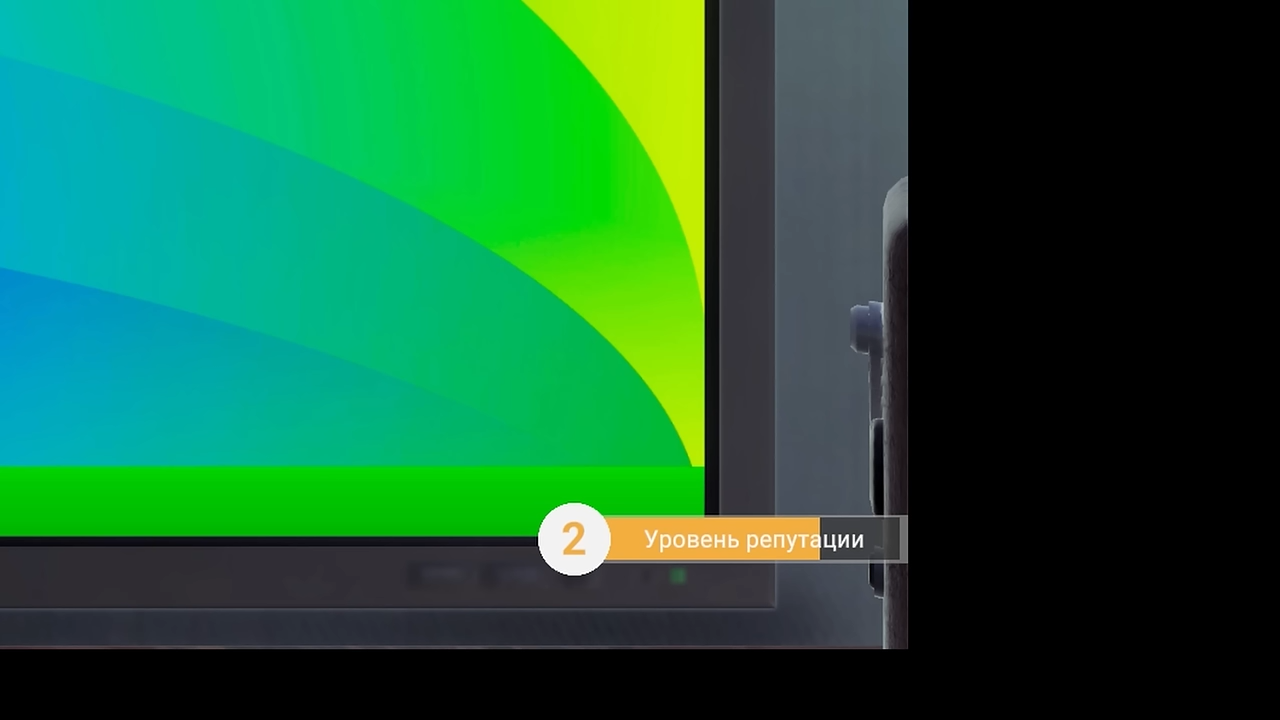 2
Уровень репутации